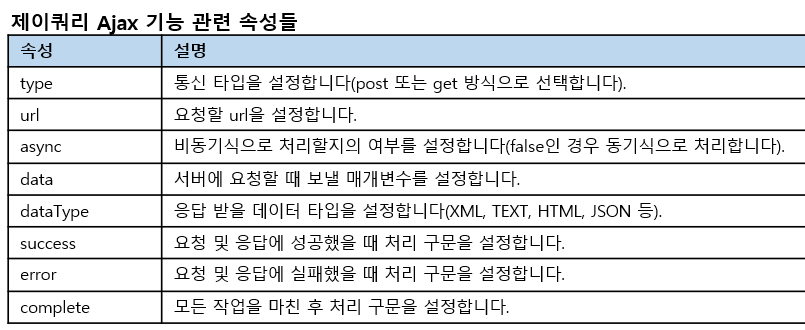 제이쿼리 Ajax 기능 관련 속성들
속성 설명
type 통신 타입을 설정합니다(post 또는 get 방식으로 선택합니다).
url 요청할 url을 설정합니다.
async 비동기식으로 처리할지의 여부를 설정합니다(false인 경우 동기식으로 처리합니다).
data 서버에 요청할 때 보낼 매개변수를 설정합니다.
dataType 응답 받을 데이터 타입을 설정합니다(XML, TEXT, HTML, JSON 등).
success 요청 및 응답에 성공했을 때 처리 구문을 설정합니다.
error 요청 및 응답에 실패했을 때 처리 구문을 설정합니다.
complete 모든 작업을 마친 후 처리 구문을 설정합니다.